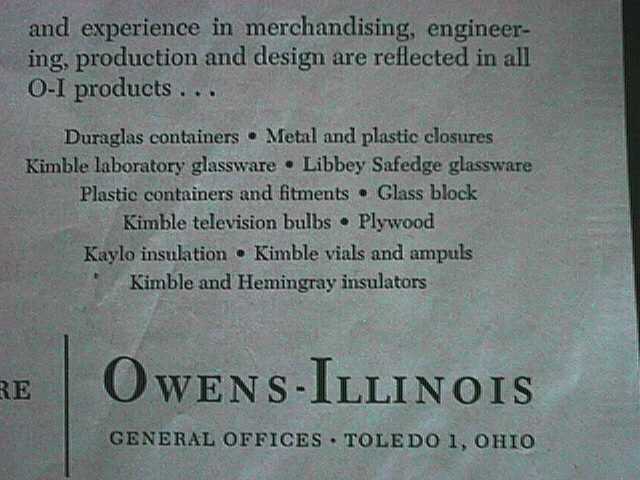 and experience in merchandising, engineer-
ing, production and design are reflected in all
O-I products . . .
Duraglas containers • Metal and plastic closures
Kimble laboratory glassware • Libbey Safedge glassware
Plastic containers and fitments • Glass block
Kimble television bulbs • Plywood
Kaylo insulation • Kimble vials and ampuls
Kimble and Hemingray insulators
RE
OWENS-ILLINOIS
GENERAL OFFICES · TOLEDO 1, OHIO